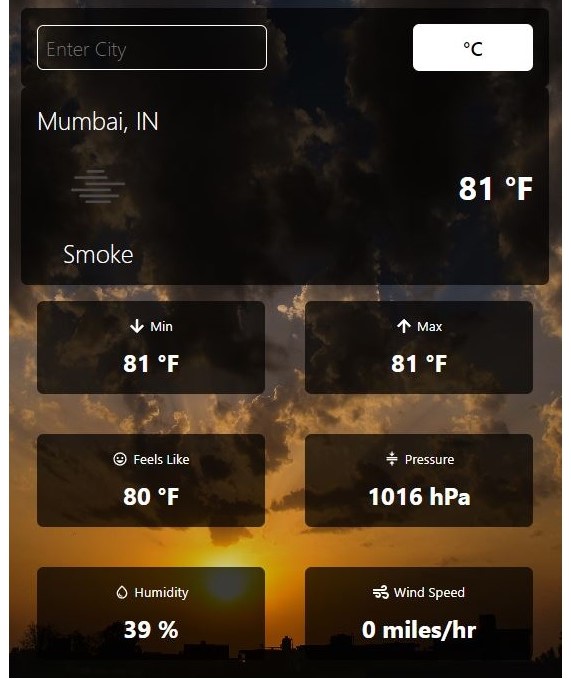 Enter City
°C
Mumbai, IN
81 °F
Smoke
Min
81 °F
Max
81 °F
Feels Like
80 °F
Pressure
1016 hPa
Humidity
39 %
Wind Speed
0 miles/hr